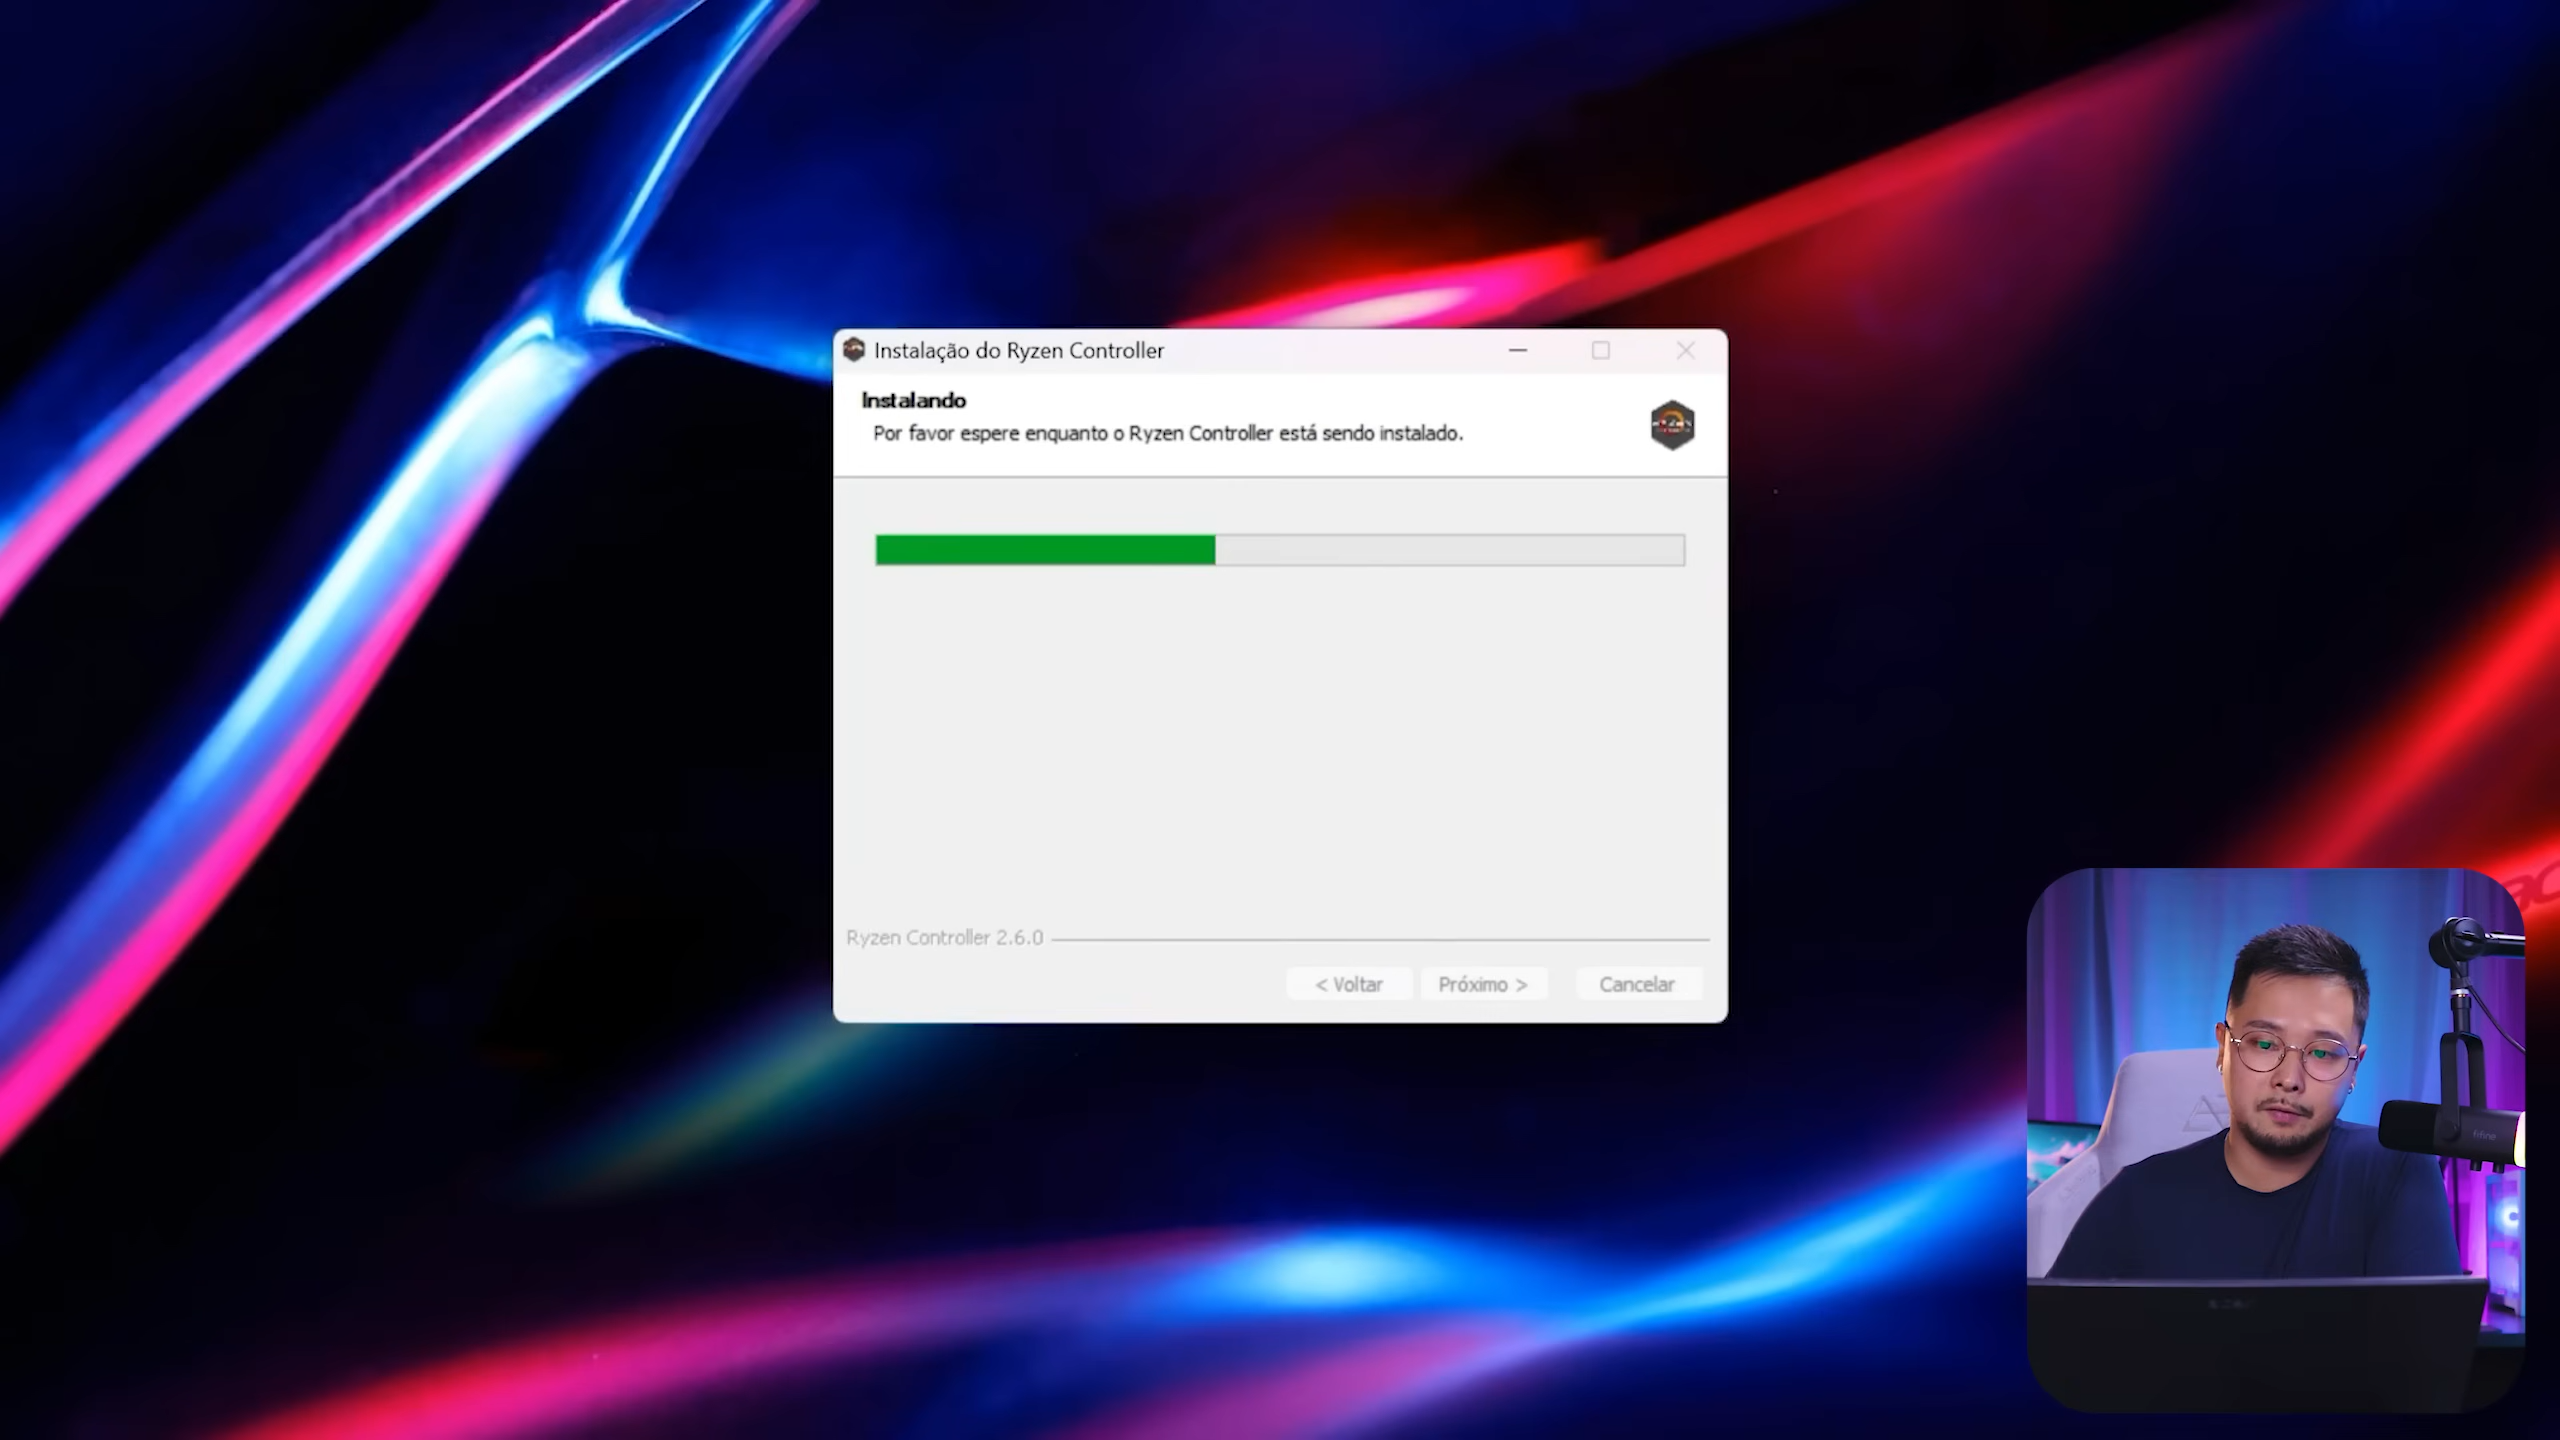 Instalação do Ryzen Controller
Instalando
Por favor espere enquanto o Ryzen Controller está sendo instalado.
Ryzen Controller 2.6.0
< Voltar
Próximo >
Cancelar
fifine